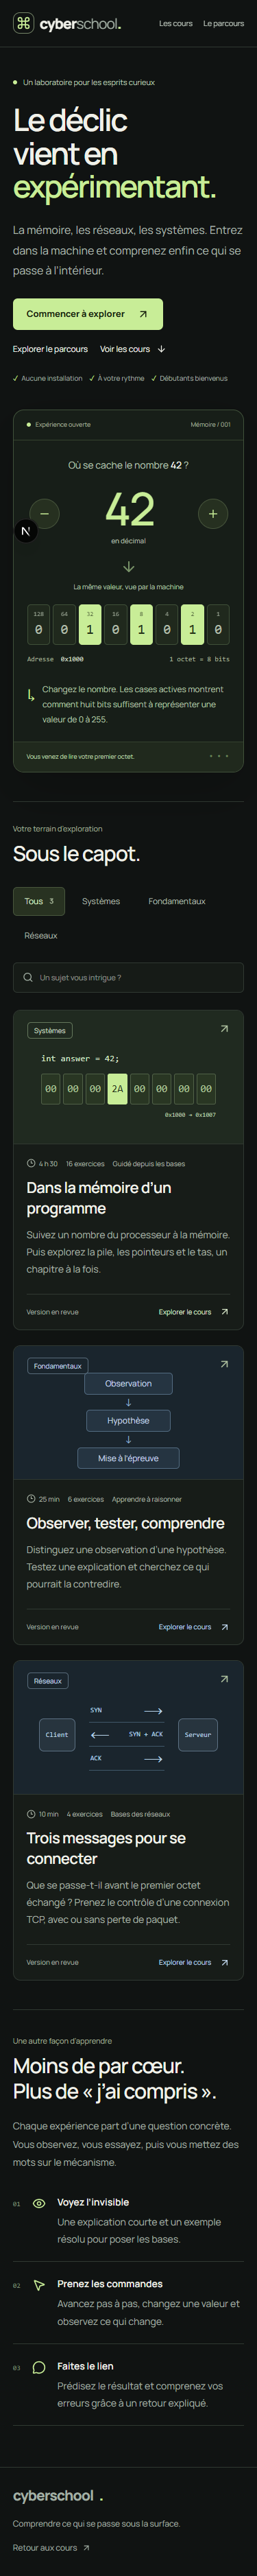 cyberschool.
Les cours Le parcours
Un laboratoire pour les esprits curieux
Le déclic
vient en
expérimentant.
La mémoire, les réseaux, les systèmes. Entrez
dans la machine et comprenez enfin ce qui se
passe à l’intérieur.
Commencer à explorer
Explorer le parcours Voir les cours
Aucune installation À votre rythme Débutants bienvenus
Expérience ouverte Mémoire / 001
Où se cache le nombre 42 ?
− 42 +
N
en décimal
La même valeur, vue par la machine
128 64 32 16 8 4 2 1
0 0 1 0 1 0 1 0
Adresse 0x1000 1 octet = 8 bits
Changez le nombre. Les cases actives montrent
comment huit bits suffisent à représenter une
valeur de 0 à 255.
Vous venez de lire votre premier octet.
Votre terrain d’exploration
Sous le capot.
Tous 3 Systèmes Fondamentaux
Réseaux
Un sujet vous intrigue ?
Systèmes
int answer = 42;
00 00 00 2A 00 00 00 00
0x1000 → 0x1007
4 h 30 16 exercices Guidé depuis les bases
Dans la mémoire d’un
programme
Suivez un nombre du processeur à la mémoire.
Puis explorez la pile, les pointeurs et le tas, un
chapitre à la fois.
Version en revue Explorer le cours
Fondamentaux
Observation
↓
Hypothèse
↓
Mise à l’épreuve
25 min 6 exercices Apprendre à raisonner
Observer, tester, comprendre
Distinguez une observation d’une hypothèse.
Testez une explication et cherchez ce qui
pourrait la contredire.
Version en revue Explorer le cours
Réseaux
SYN
Client SYN + ACK Serveur
ACK
10 min 4 exercices Bases des réseaux
Trois messages pour se
connecter
Que se passe-t-il avant le premier octet
échangé ? Prenez le contrôle d’une connexion
TCP, avec ou sans perte de paquet.
Version en revue Explorer le cours
Une autre façon d’apprendre
Moins de par cœur.
Plus de « j’ai compris ».
Chaque expérience part d’une question concrète.
Vous observez, vous essayez, puis vous mettez des
mots sur le mécanisme.
01 Voyez l’invisible
Une explication courte et un exemple
résolu pour poser les bases.
02 Prenez les commandes
Avancez pas à pas, changez une valeur et
observez ce qui change.
03 Faites le lien
Prédisez le résultat et comprenez vos
erreurs grâce à un retour expliqué.
cyberschool .
Comprendre ce qui se passe sous la surface.
Retour aux cours